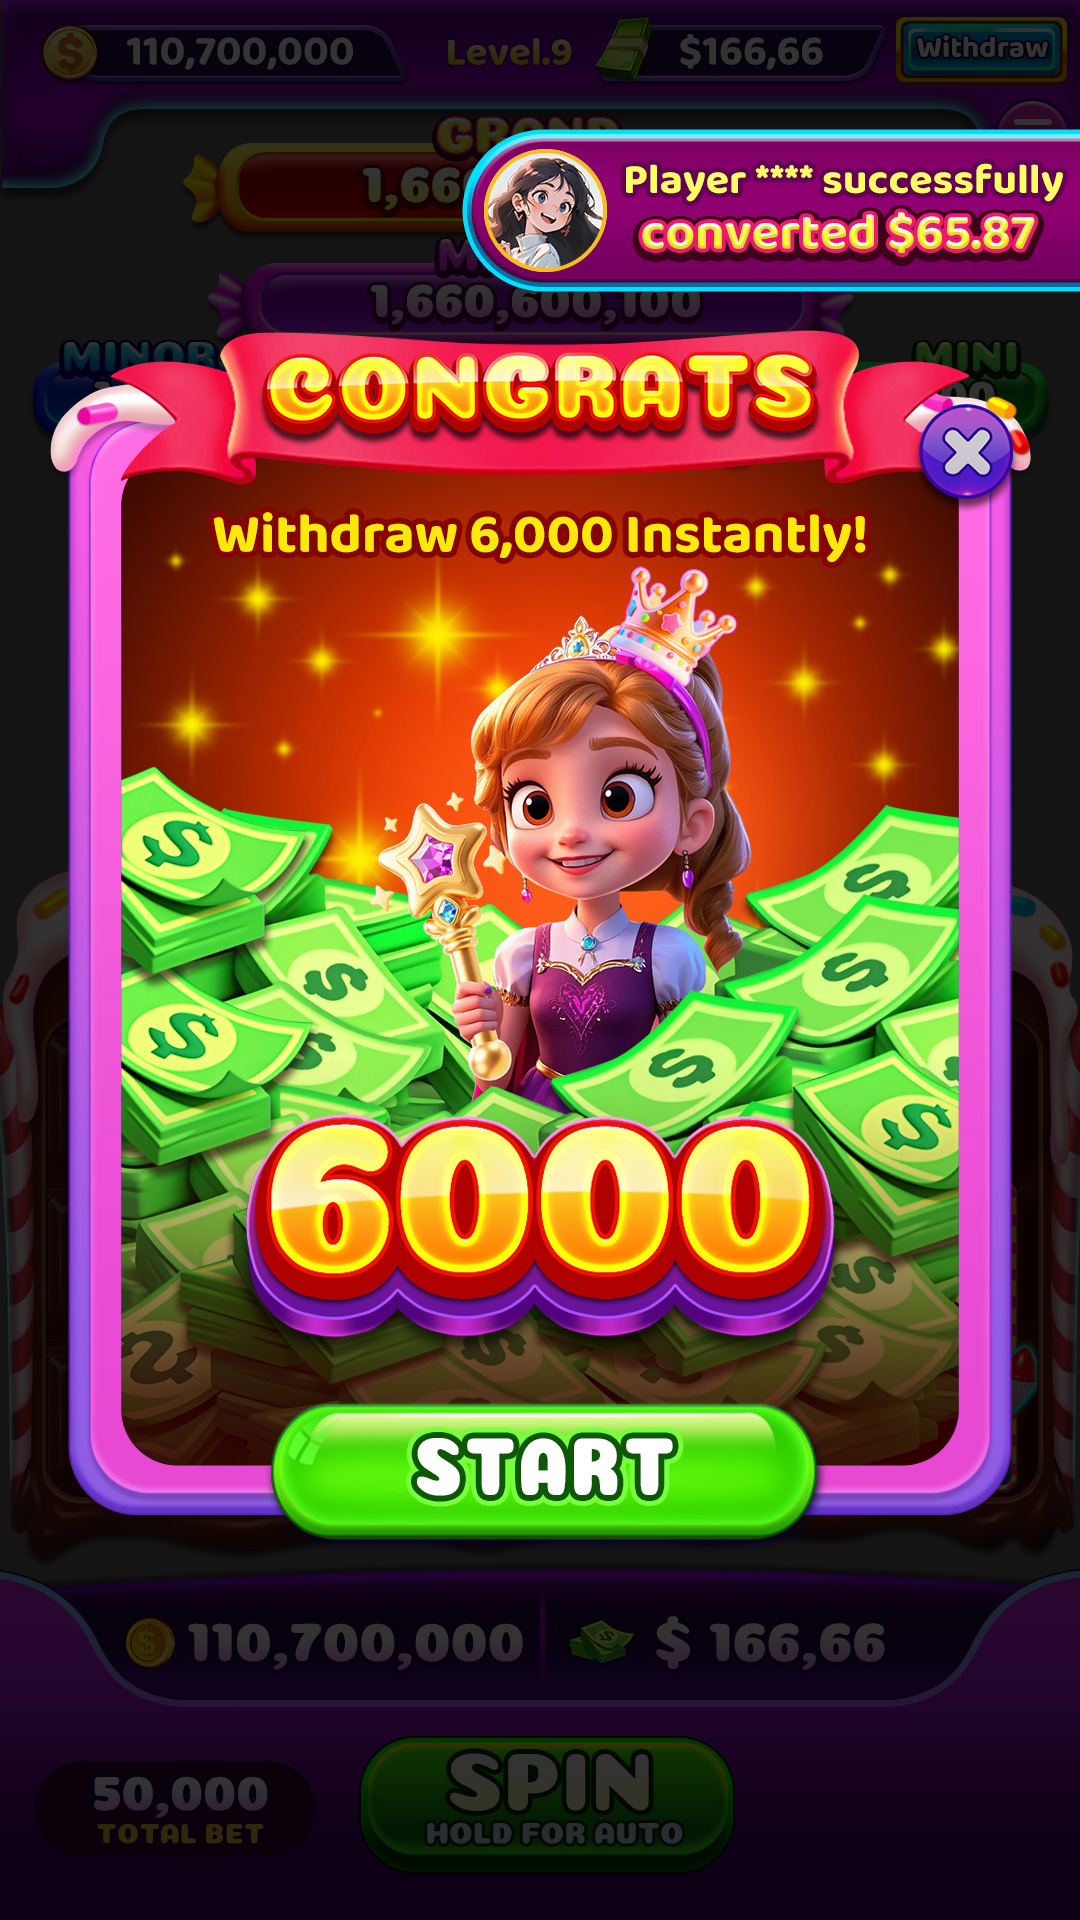 110,700,000
Level.9
$166,66
Withdraw
GRAND
Player **** successfully
converted $65.87
1,660,600,100
MINOR
MINI
CONGRATS
Withdraw 6,000 Instantly!
6000
START
110,700,000
$ 166,66
50,000
TOTAL BET
SPIN
HOLD FOR AUTO